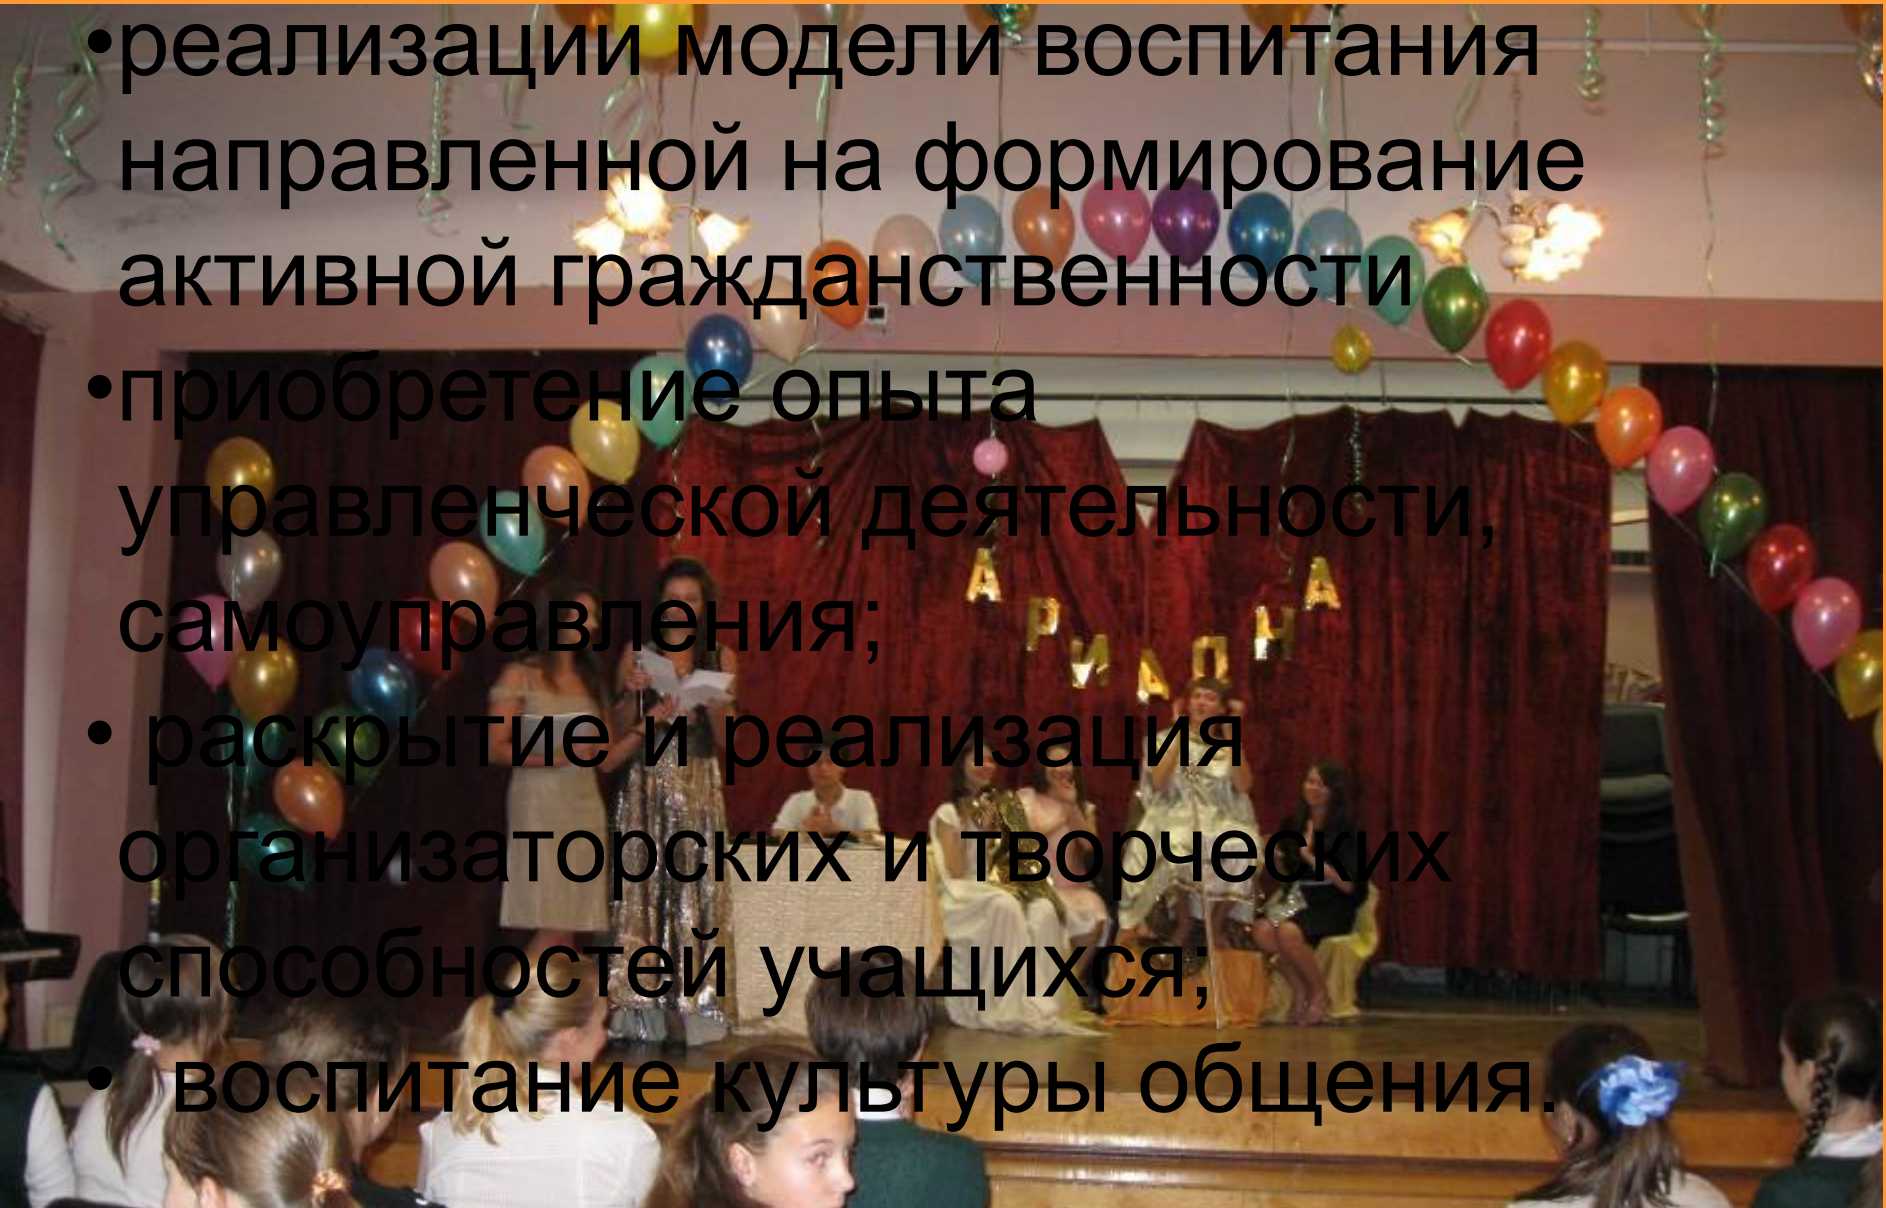 •реализации модели воспитания
направленной на формирование
активной гражданственности
•приобретение опыта
управленческой деятельности,
самоуправления;
• раскрытие и реализация
организаторских и творческих
способностей учащихся;
• воспитание культуры общения.
АРИАДНА